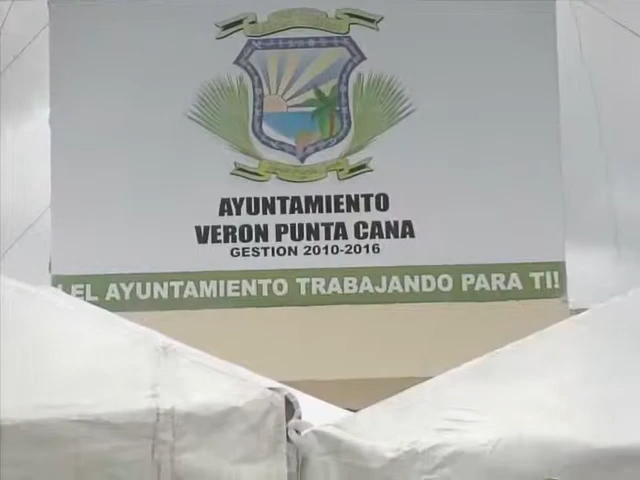 AYUNTAMIENTO
VERON PUNTA CANA
GESTION 2010-2016
¡EL AYUNTAMIENTO TRABAJANDO PARA TI!